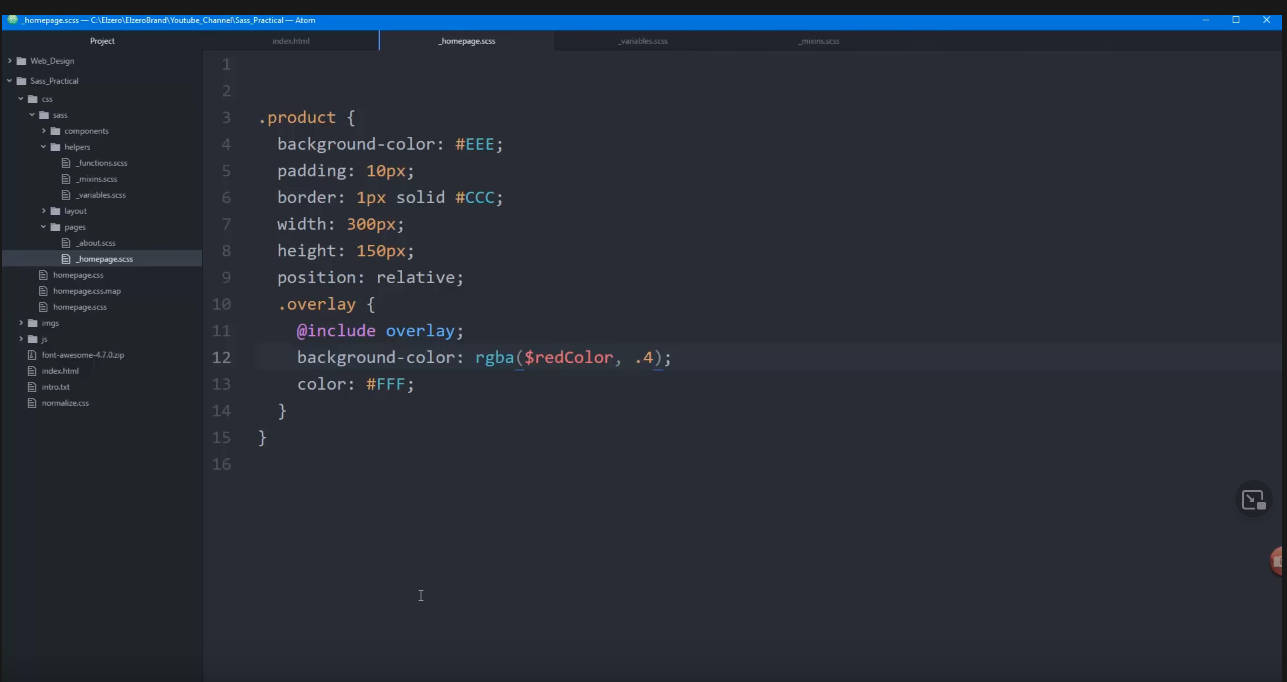 _homepage.scss — C:\Elzero\ElzeroBrand\Youtube_Channel\Sass_Practical — Atom
Project
index.html
_homepage.scss
_variables.scss
_mixins.scss
Web_Design
Sass_Practical
css
sass
components
helpers
_functions.scss
_mixins.scss
_variables.scss
layout
pages
_about.scss
_homepage.scss
homepage.css
homepage.css.map
homepage.scss
imgs
js
font-awesome-4.7.0.zip
index.html
intro.txt
normalize.css
1
2
3 .product {
4 background-color: #EEE;
5 padding: 10px;
6 border: 1px solid #CCC;
7 width: 300px;
8 height: 150px;
9 position: relative;
10 .overlay {
11 @include overlay;
12 background-color: rgba($redColor, .4);
13 color: #FFF;
14 }
15 }
16